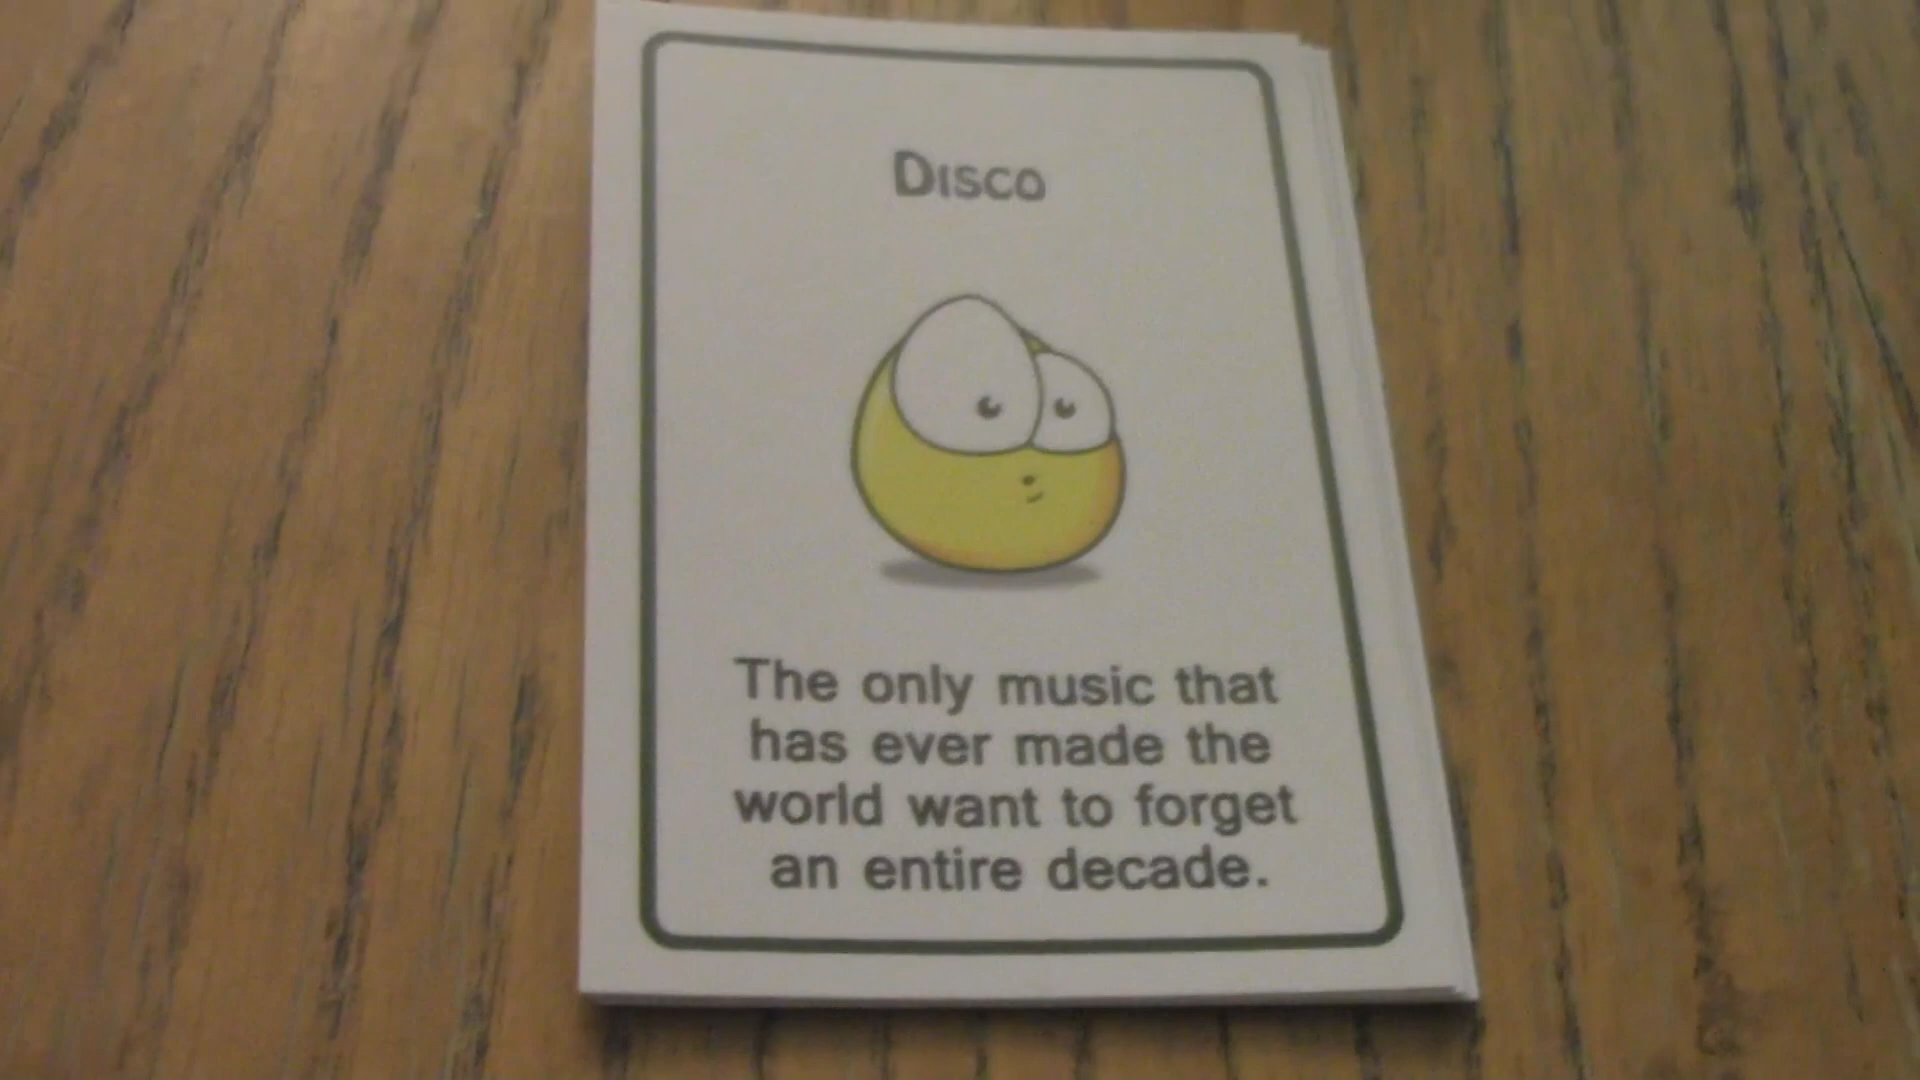 Disco
The only music that
has ever made the
world want to forget
an entire decade.